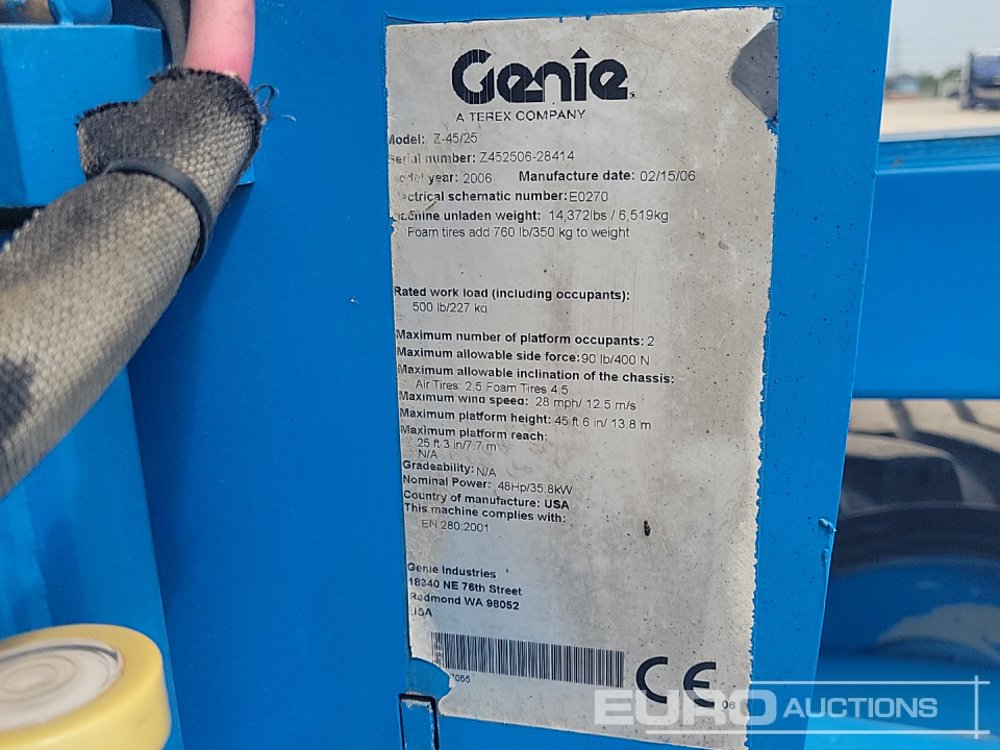 Genie
A TEREX COMPANY
Model: Z-45/25
Serial number: Z452506-28414
Model year: 2006 Manufacture date: 02/15/06
ctrical schematic number: E0270
achine unladen weight: 14,372lbs / 6,519kg
Foam tires add 760 lb/350 kg to weight
Rated work load (including occupants):
500 lb/227 kg
Maximum number of platform occupants: 2
Maximum allowable side force: 90 lb/400 N
Maximum allowable inclination of the chassis:
Air Tires: 2.5 Foam Tires 4.5
Maximum wind speed: 28 mph/ 12.5 m/s
Maximum platform height: 45 ft 6 in/ 13.8 m
Maximum platform reach:
25 ft 3 in/7.7 m
N/A
Gradeability: N/A
Nominal Power: 48Hp/35.8kW
Country of manufacture: USA
This machine complies with:
EN 280:2001
Genie Industries
18340 NE 76th Street
Redmond WA 98052
USA
7055
CE
06
EURO AUCTIONS